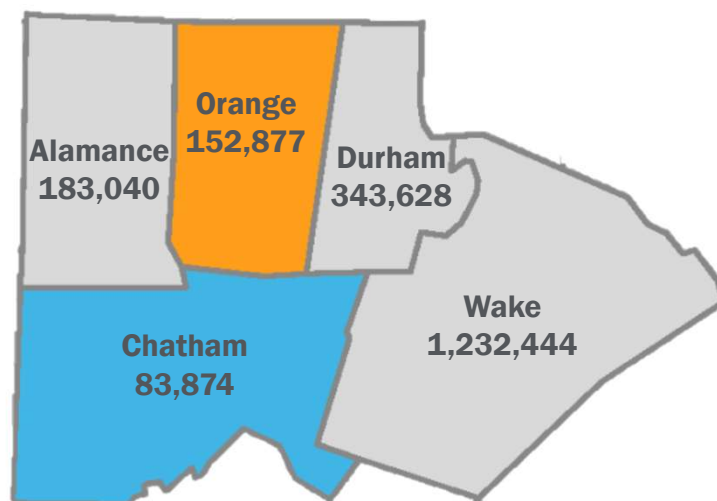 Orange
152,877
Alamance
183,040
Durham
343,628
Wake
1,232,444
Chatham
83,874